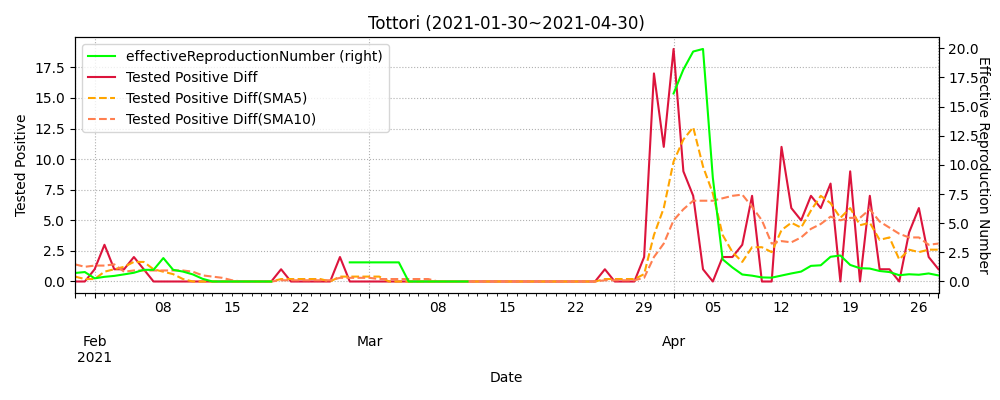 Tottori (2021-01-30~2021-04-30)
effectiveReproductionNumber (right)
Tested Positive Diff
Tested Positive Diff(SMA5)
Tested Positive Diff(SMA10)
Tested Positive
17.5
15.0
12.5
10.0
7.5
5.0
2.5
0.0
20.0
17.5
15.0
12.5
10.0
7.5
5.0
2.5
0.0
Effective Reproduction Number
08 15 22 08 15 22 29 05 12 19 26
Feb Mar Apr
2021
Date